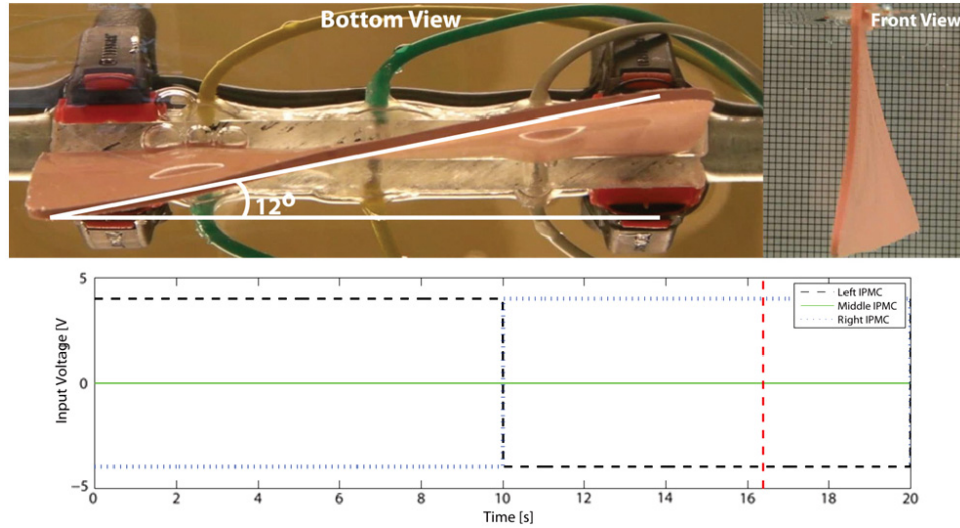 Bottom View
Front View
12º
5
0
−5
Input Voltage [V
Left IPMC
Middle IPMC
Right IPMC
0 2 4 6 8 10 12 14 16 18 20
Time [s]